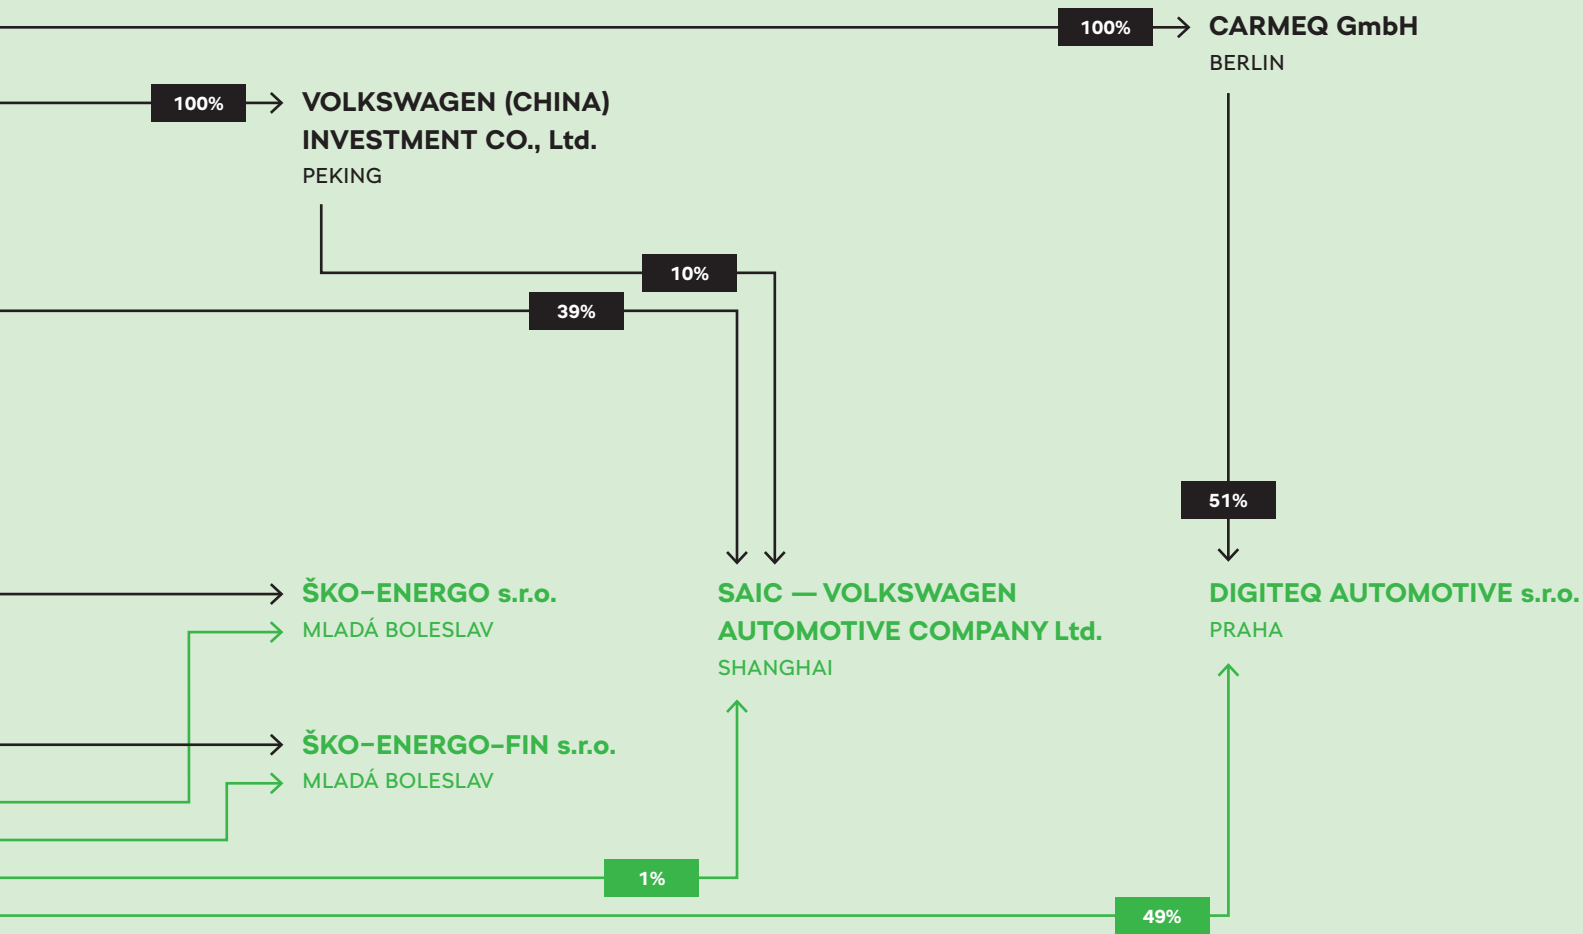 100%
CARMEQ GmbH
BERLIN
100%
VOLKSWAGEN (CHINA)
INVESTMENT CO., Ltd.
PEKING
10%
39%
51%
ŠKO–ENERGO s.r.o.
MLADÁ BOLESLAV
SAIC — VOLKSWAGEN
AUTOMOTIVE COMPANY Ltd.
SHANGHAI
DIGITEQ AUTOMOTIVE s.r.o.
PRAHA
ŠKO–ENERGO–FIN s.r.o.
MLADÁ BOLESLAV
1%
49%